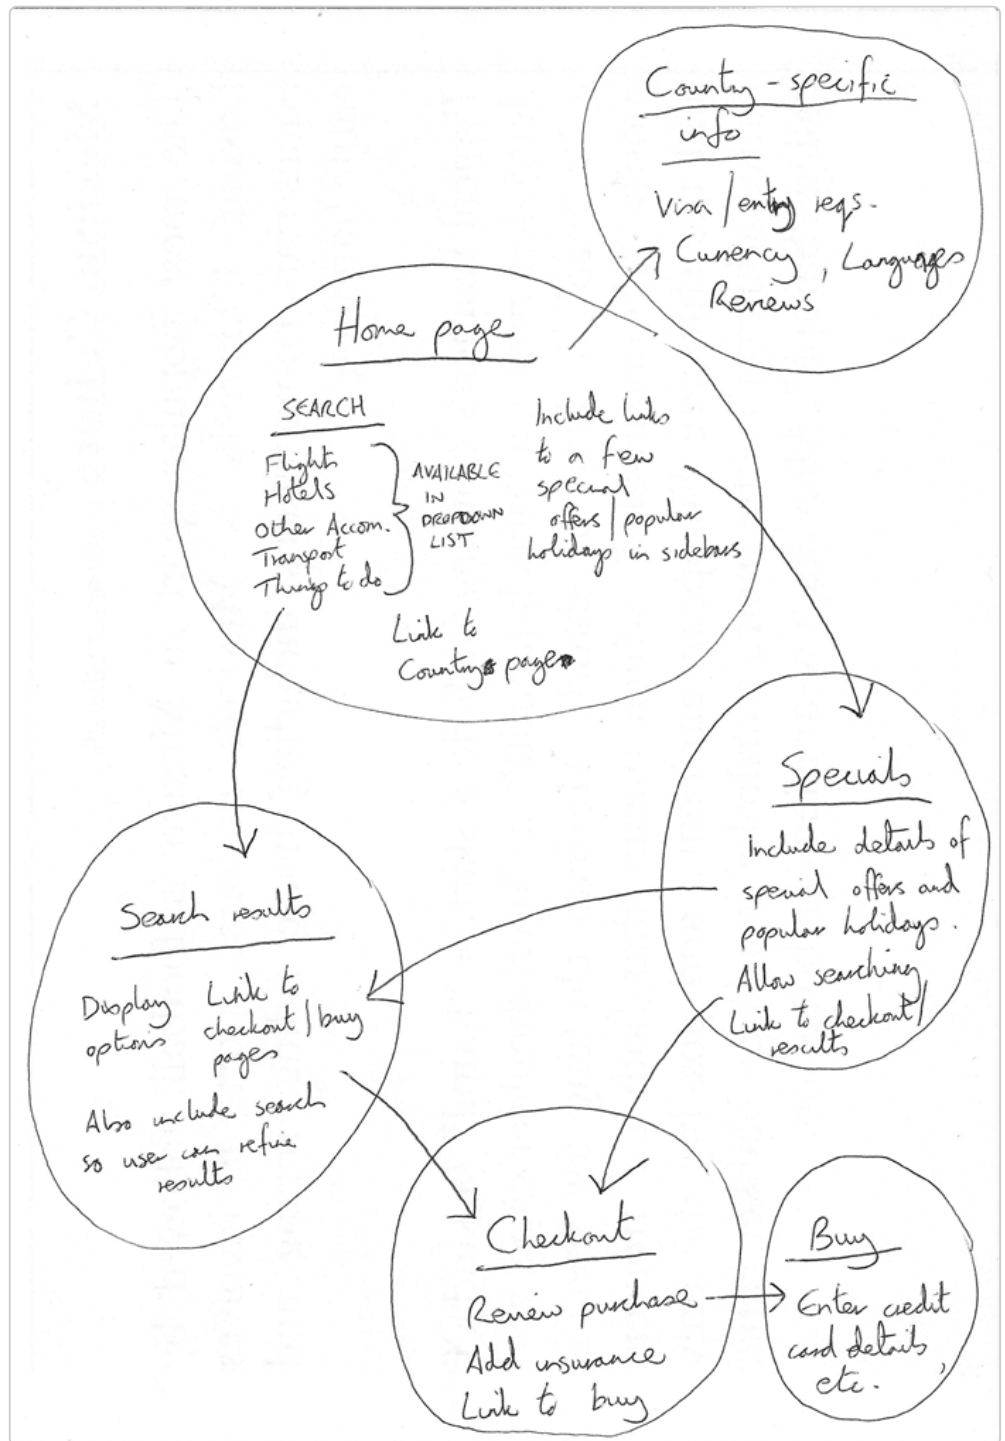 Country-specific
info
Visa/entry reqs.
Currency, Languages
Reviews
Home page
SEARCH
Flights
Hotels
Other Accom.
Transport
Things to do
AVAILABLE
IN
DROPDOWN
LIST
Include links
to a few
special
offers/popular
holidays in sidebars
Link to
Country page
Specials
Include details of
special offers and
popular holidays.
Allow searching
Link to checkout/
results
Search results
Display
options
Link to
checkout/buy
pages
Also include search
so user can refine
results
Checkout
Review purchase
Add insurance
Link to buy
Buy
Enter credit
card details,
etc.